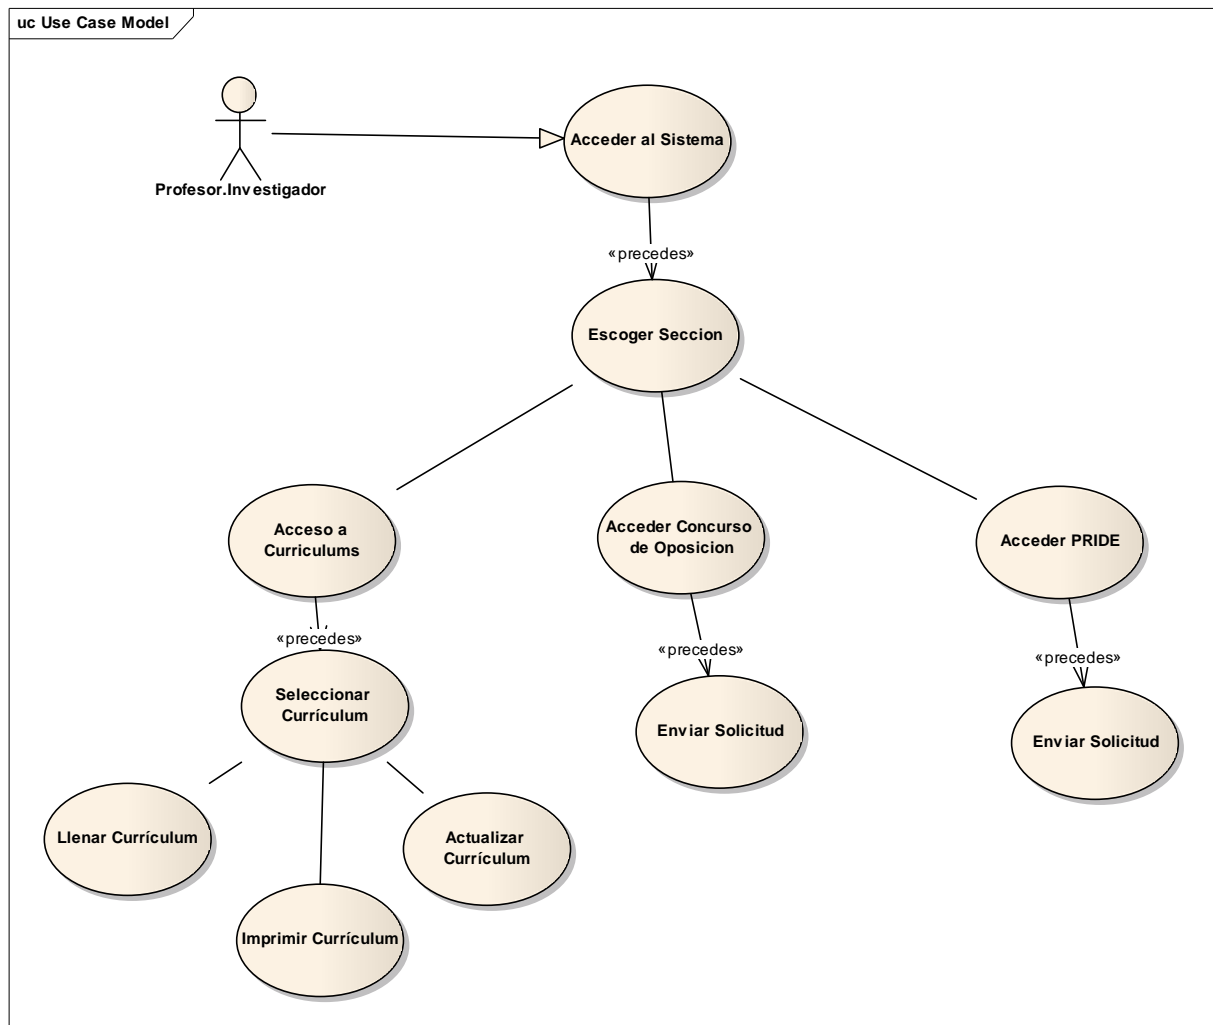 uc Use Case Model
Profesor.Investigador
Acceder al Sistema
«precedes»
Escoger Seccion
Acceso a
Curriculums
Acceder Concurso
de Oposicion
Acceder PRIDE
«precedes»
«precedes»
«precedes»
Seleccionar
Currículum
Enviar Solicitud
Enviar Solicitud
Llenar Currículum
Actualizar
Currículum
Imprimir Currículum